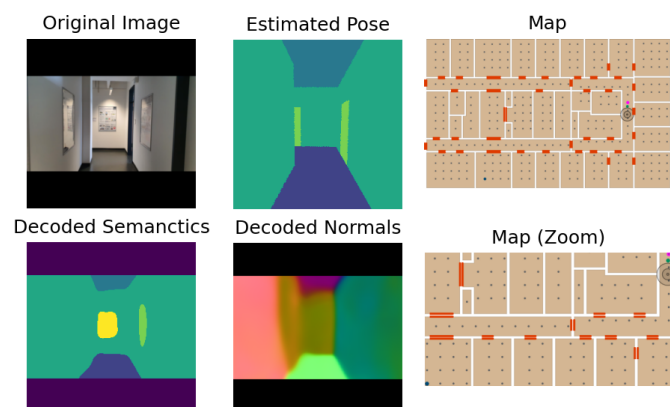 Original Image
Estimated Pose
Map
Decoded Semanctics
Decoded Normals
Map (Zoom)